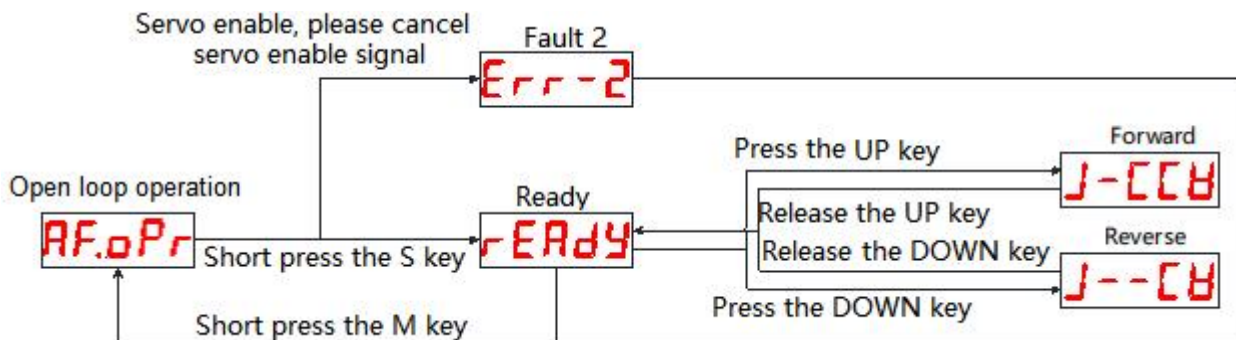 Servo enable, please cancel
servo enable signal
Fault 2
Err-2
Forward
Press the UP key
J-CCW
Open loop operation
Ready
Release the UP key
AF.oPr
rEAdy
Reverse
Short press the S key
Release the DOWN key
J--CW
Press the DOWN key
Short press the M key